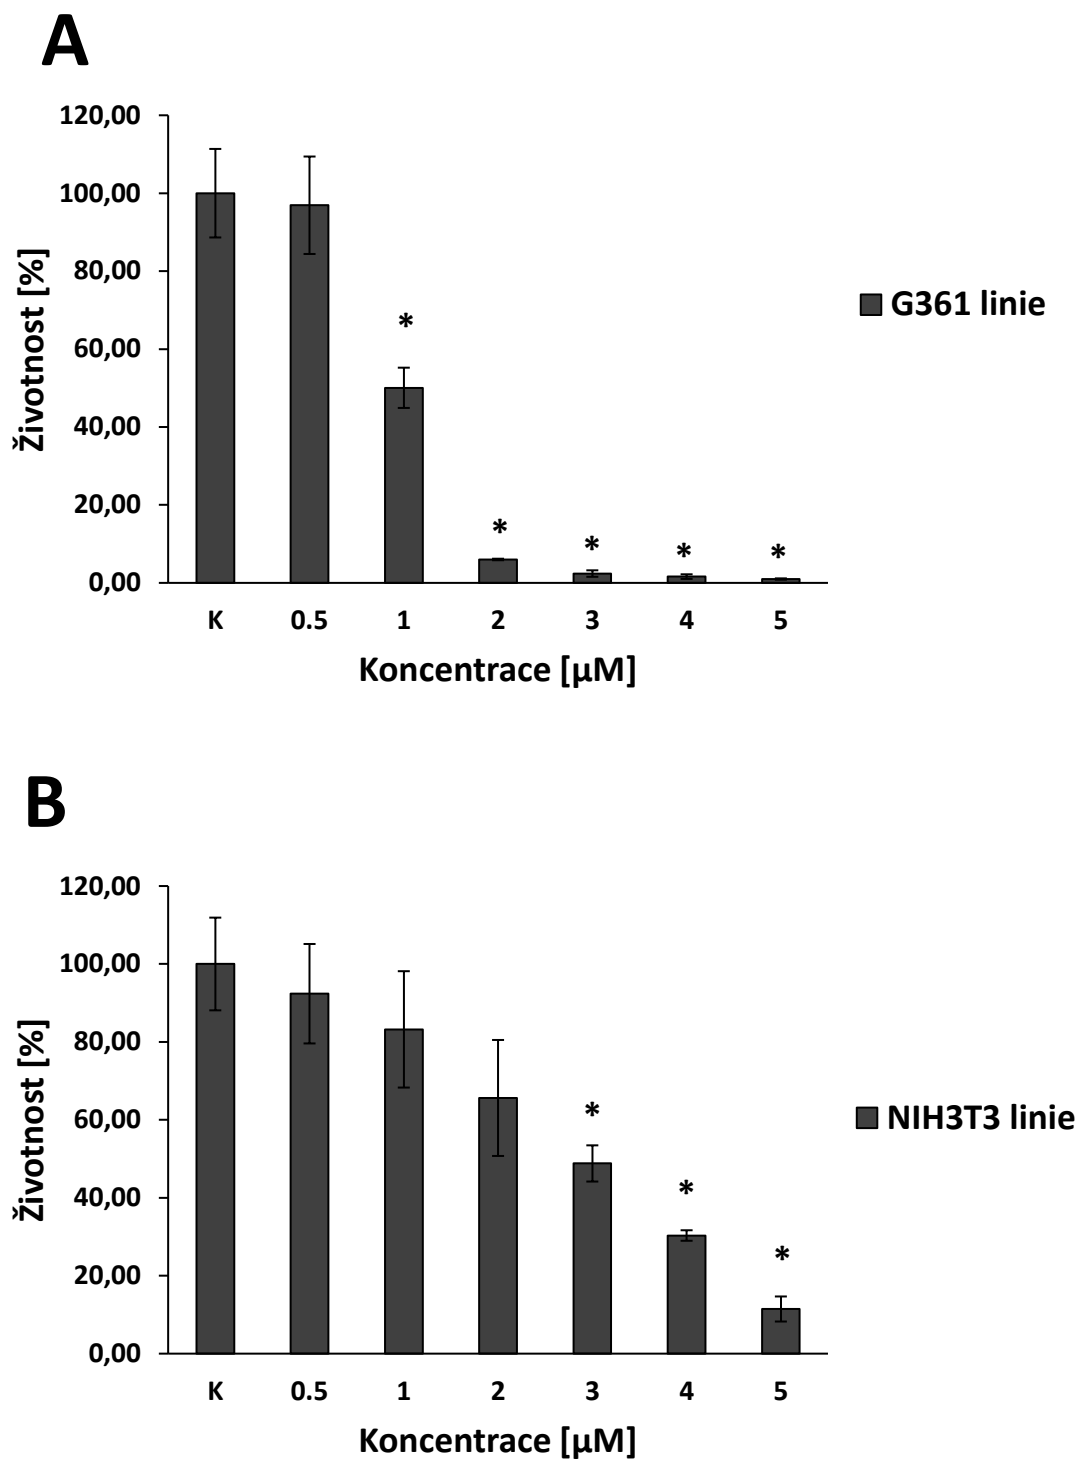 A
120,00
100,00
80,00
60,00
40,00
20,00
0,00
Životnost [%]
*
*
*
*
*
K 0.5 1 2 3 4 5
Koncentrace [µM]
G361 linie
B
120,00
100,00
80,00
60,00
40,00
20,00
0,00
Životnost [%]
*
*
*
K 0.5 1 2 3 4 5
Koncentrace [µM]
NIH3T3 linie